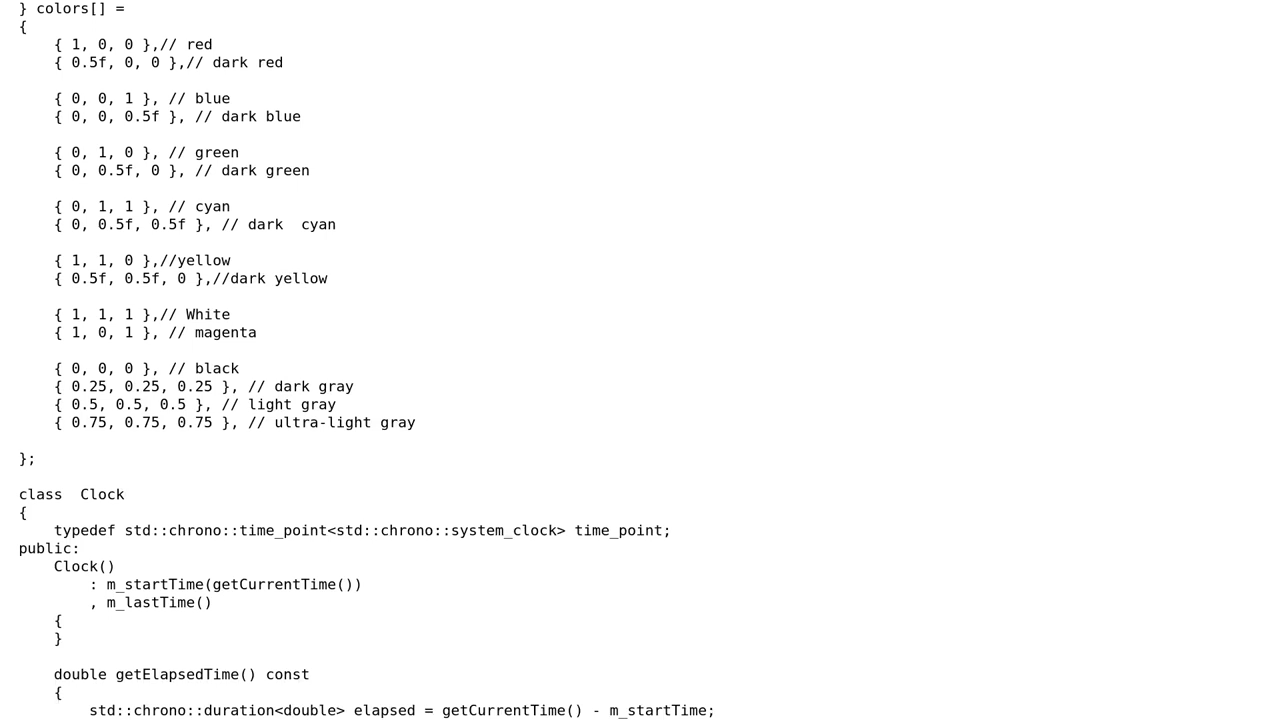 } colors[] =
{
    { 1, 0, 0 },// red
    { 0.5f, 0, 0 },// dark red

    { 0, 0, 1 }, // blue
    { 0, 0, 0.5f }, // dark blue

    { 0, 1, 0 }, // green
    { 0, 0.5f, 0 }, // dark green

    { 0, 1, 1 }, // cyan
    { 0, 0.5f, 0.5f }, // dark  cyan

    { 1, 1, 0 },//yellow
    { 0.5f, 0.5f, 0 },//dark yellow

    { 1, 1, 1 },// White
    { 1, 0, 1 }, // magenta

    { 0, 0, 0 }, // black
    { 0.25, 0.25, 0.25 }, // dark gray
    { 0.5, 0.5, 0.5 }, // light gray
    { 0.75, 0.75, 0.75 }, // ultra-light gray

};

class  Clock
{
    typedef std::chrono::time_point<std::chrono::system_clock> time_point;
public:
    Clock()
        : m_startTime(getCurrentTime())
        , m_lastTime()
    {
    }

    double getElapsedTime() const
    {
        std::chrono::duration<double> elapsed = getCurrentTime() - m_startTime;